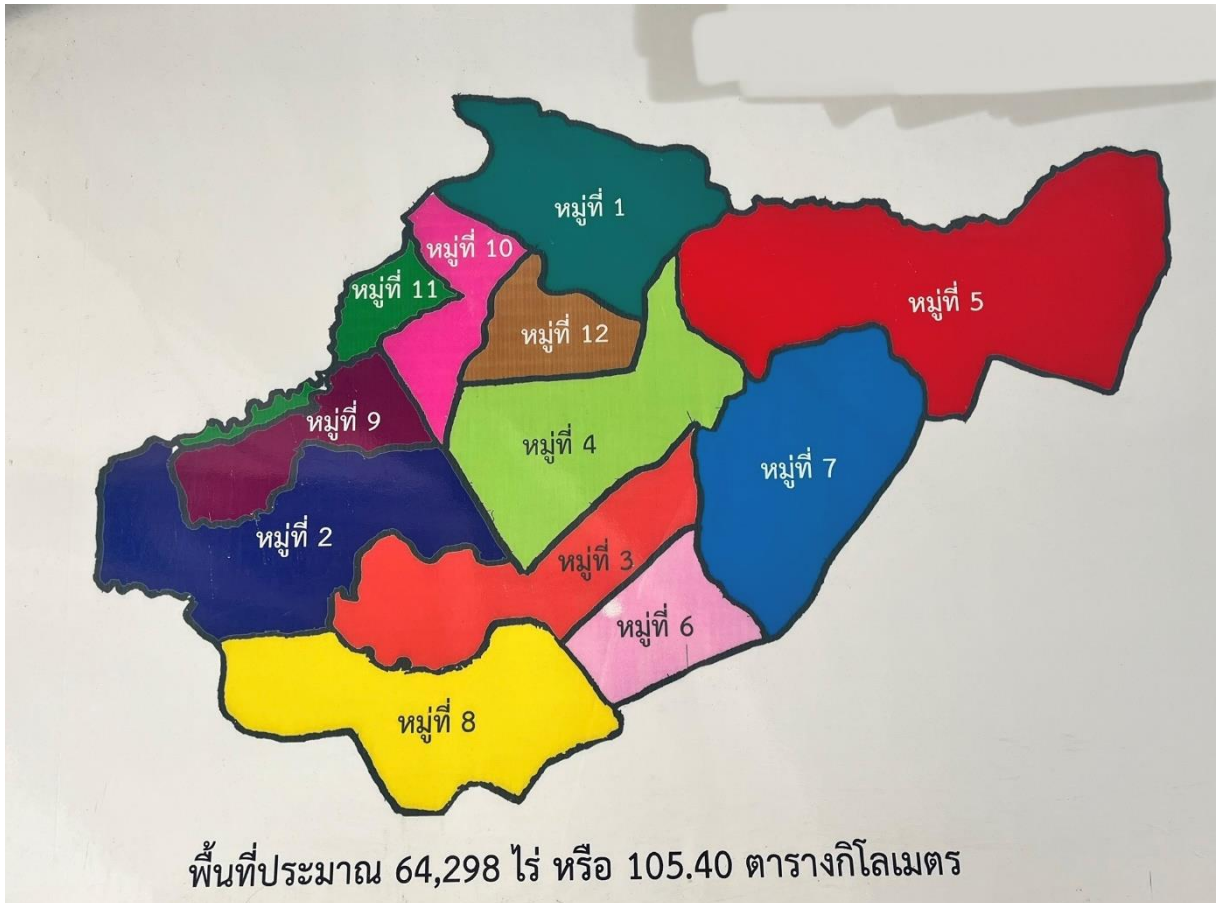 หมู่ที่ 1
หมู่ที่ 10
หมู่ที่ 11
หมู่ที่ 5
หมู่ที่ 12
หมู่ที่ 9
หมู่ที่ 4
หมู่ที่ 7
หมู่ที่ 2
หมู่ที่ 3
หมู่ที่ 6
หมู่ที่ 8
พื้นที่ประมาณ 64,298 ไร่ หรือ 105.40 ตารางกิโลเมตร